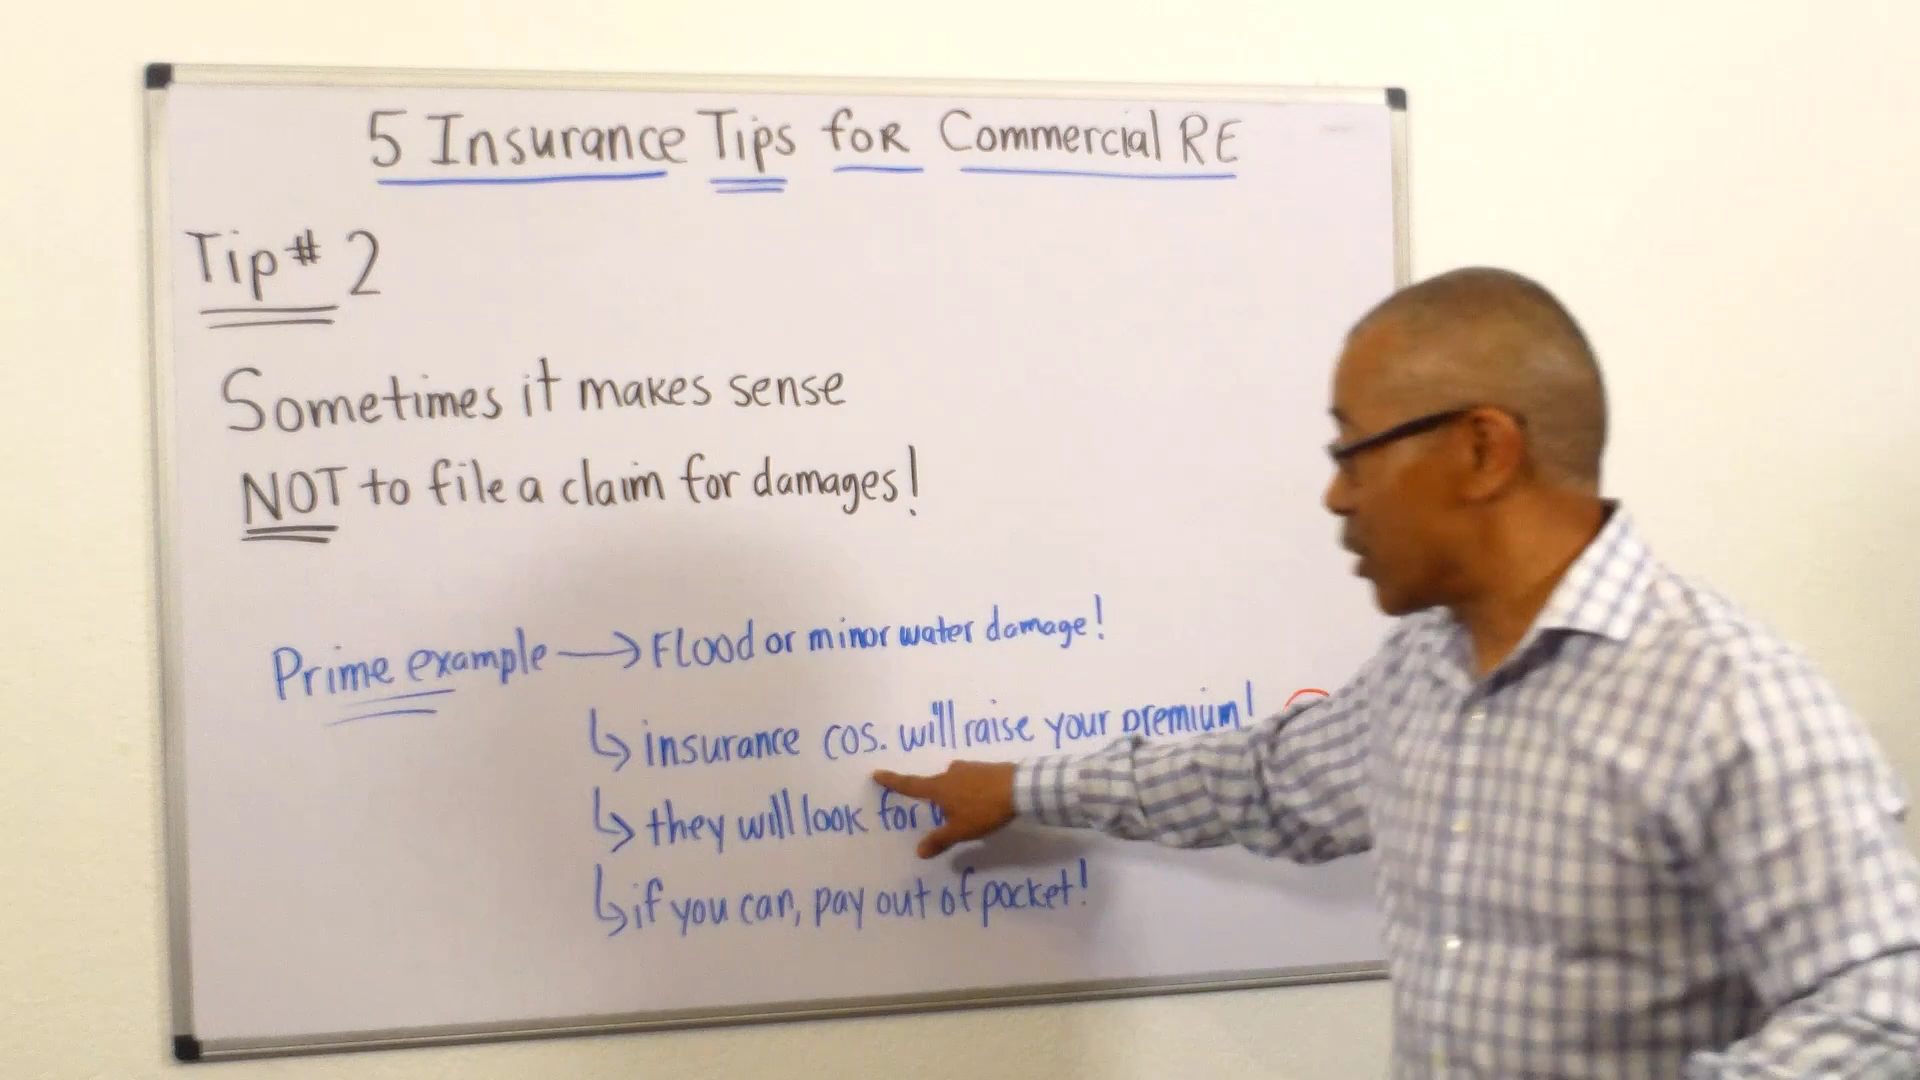 5 Insurance Tips foR Commercial RE
Tip # 2
Sometimes it makes sense
NOT to file a claim for damages!
Prime example → Flood or minor water damage!
↳ insurance cos. will raise your premium!
↳ they will look for
↳ if you can, pay out of pocket!